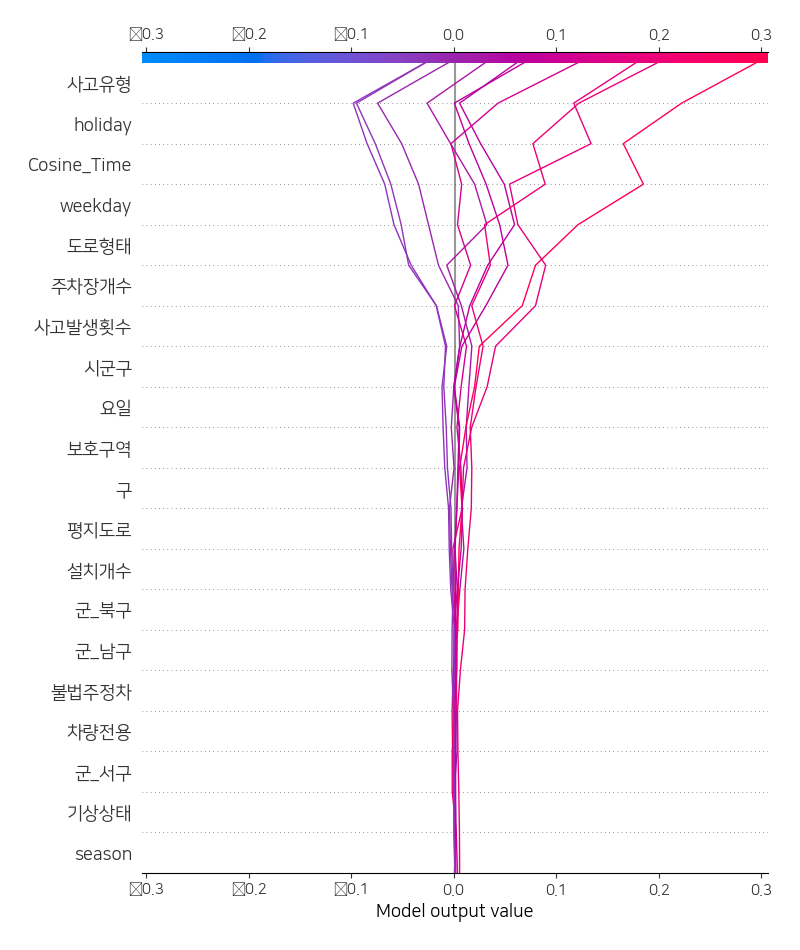 ☒0.3 ☒0.2 ☒0.1 0.0 0.1 0.2 0.3
사고유형
holiday
Cosine_Time
weekday
도로형태
주차장개수
사고발생횟수
시군구
요일
보호구역
구
평지도로
설치개수
군_북구
군_남구
불법주정차
차량전용
군_서구
기상상태
season
☒0.3 ☒0.2 ☒0.1 0.0 0.1 0.2 0.3
Model output value